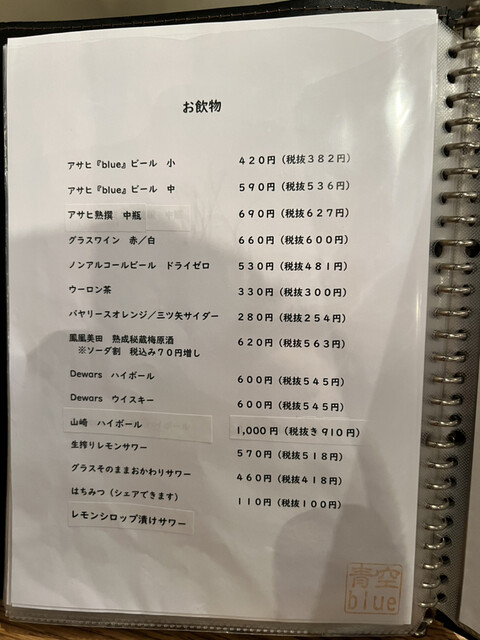 お飲物
アサヒ『blue』ビール 小 420円（税抜382円）
アサヒ『blue』ビール 中 590円（税抜536円）
アサヒ熟撰 中瓶 690円（税抜627円）
グラスワイン 赤／白 660円（税抜600円）
ノンアルコールビール ドライゼロ 530円（税抜481円）
ウーロン茶 330円（税抜300円）
バヤリースオレンジ／三ツ矢サイダー 280円（税抜254円）
鳳凰美田 熟成秘蔵梅原酒 620円（税抜563円）
※ソーダ割 税込み70円増し
Dewars ハイボール 600円（税抜545円）
Dewars ウイスキー 600円（税抜545円）
山崎 ハイボール 1,000円（税抜き910円）
生搾りレモンサワー 570円（税抜518円）
グラスそのままおかわりサワー 460円（税抜418円）
はちみつ（シェアできます） 110円（税抜100円）
レモンシロップ漬けサワー
青空
blue